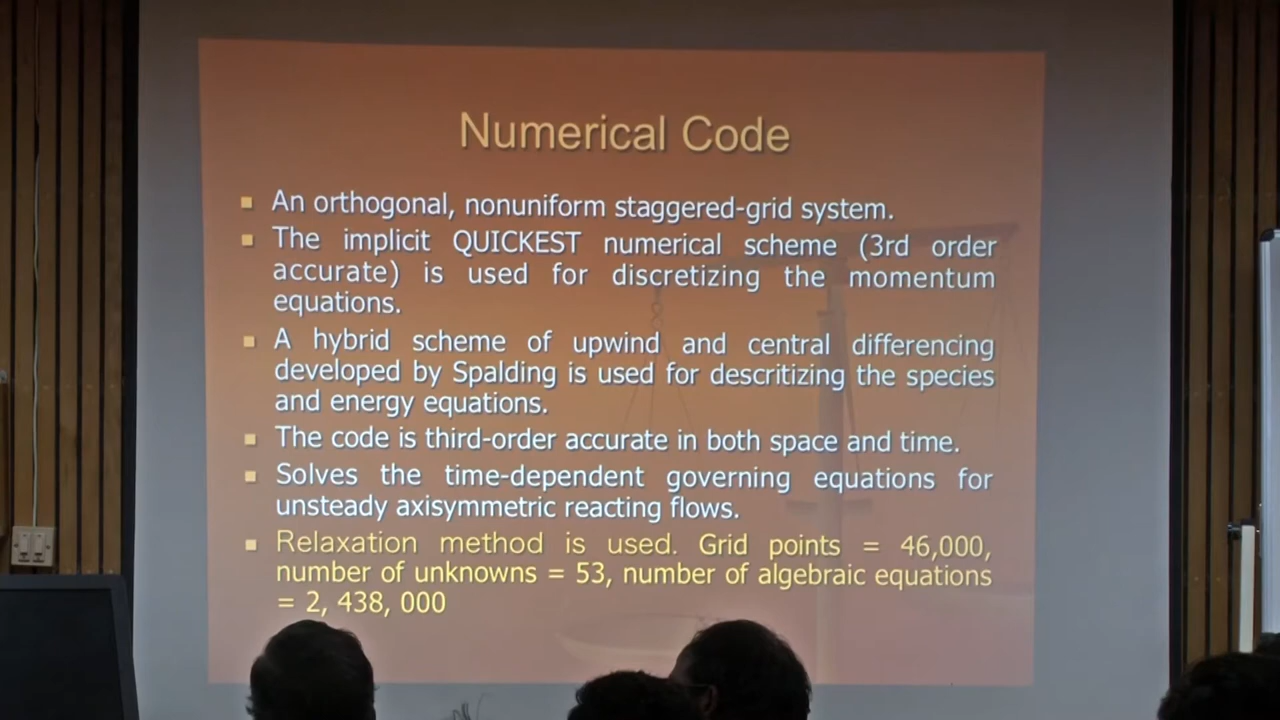 Numerical Code
An orthogonal, nonuniform staggered-grid system.
The implicit QUICKEST numerical scheme (3rd order
accurate) is used for discretizing the momentum
equations.
A hybrid scheme of upwind and central differencing
developed by Spalding is used for descritizing the species
and energy equations.
The code is third-order accurate in both space and time.
Solves the time-dependent governing equations for
unsteady axisymmetric reacting flows.
Relaxation method is used. Grid points = 46,000,
number of unknowns = 53, number of algebraic equations
= 2, 438, 000